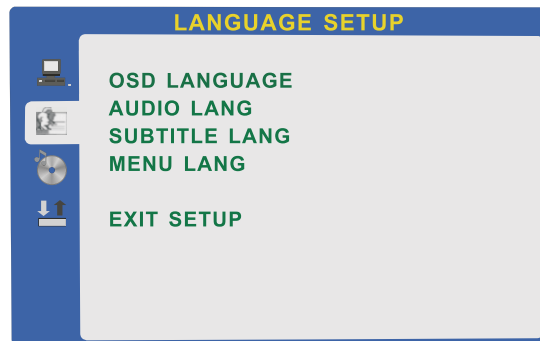 LANGUAGE SETUP
OSD LANGUAGE
AUDIO LANG
SUBTITLE LANG
MENU LANG
EXIT SETUP